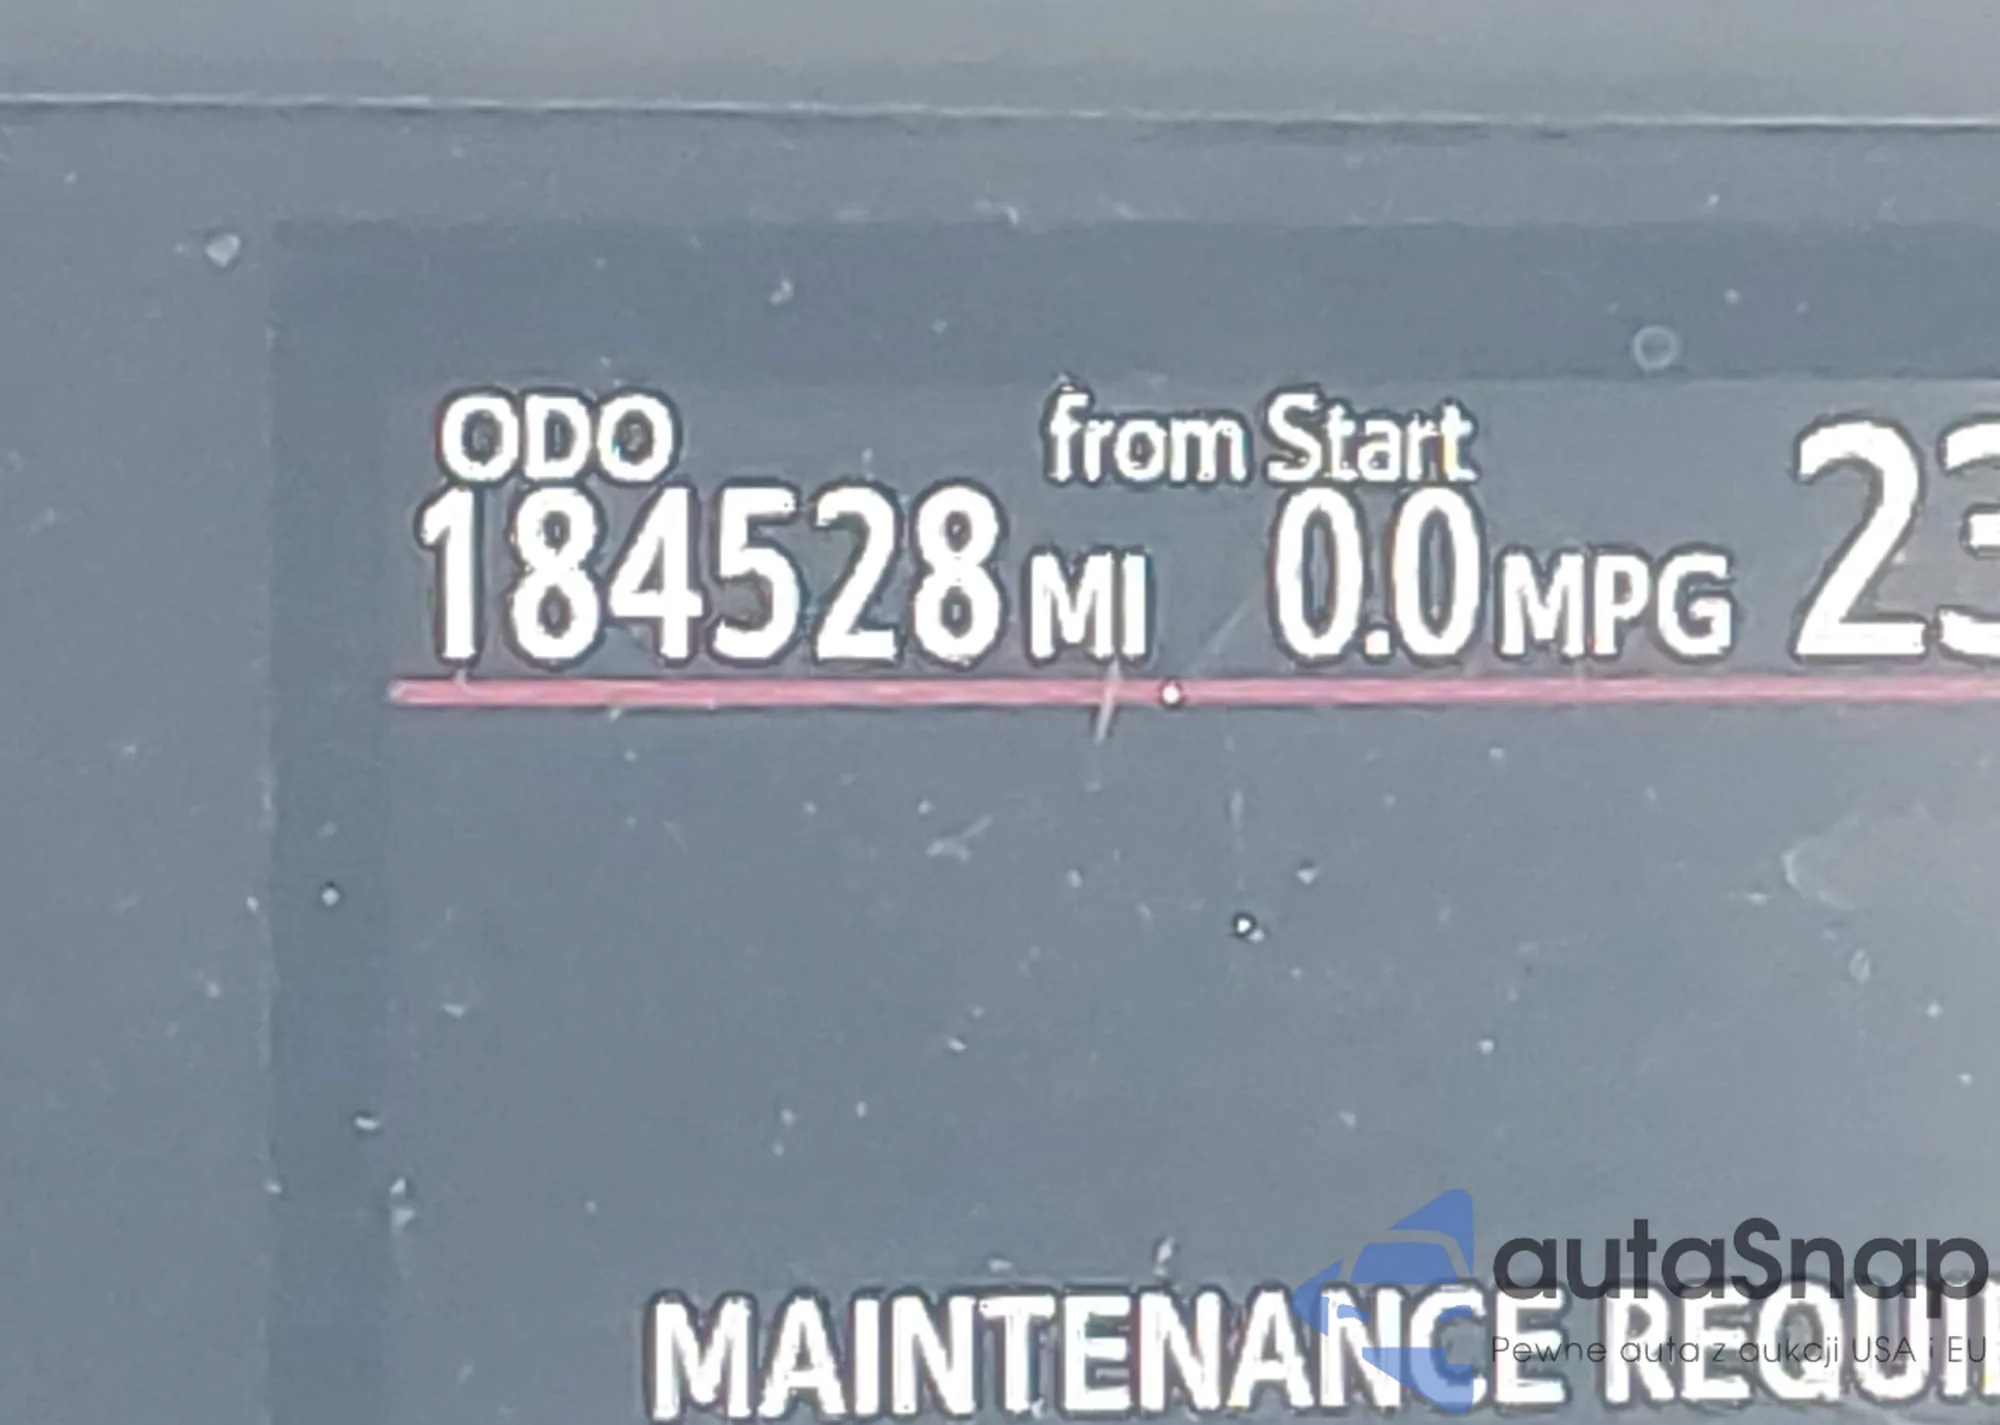 ODO from Start
184528 MI 0.0 MPG 23
MAINTENANCE REQUI
autaSnap
Pewne auta z aukcji USA i EU